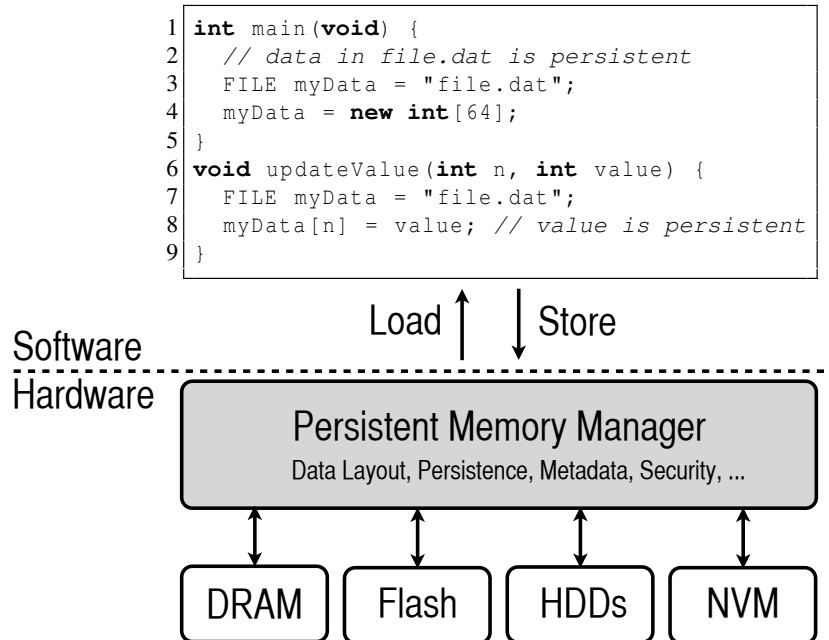 1 int main(void) {
2 // data in file.dat is persistent
3 FILE myData = "file.dat";
4 myData = new int[64];
5 }
6 void updateValue(int n, int value) {
7 FILE myData = "file.dat";
8 myData[n] = value; // value is persistent
9 }
Load Store
Software
Hardware
Persistent Memory Manager
Data Layout, Persistence, Metadata, Security, ...
DRAM Flash HDDs NVM